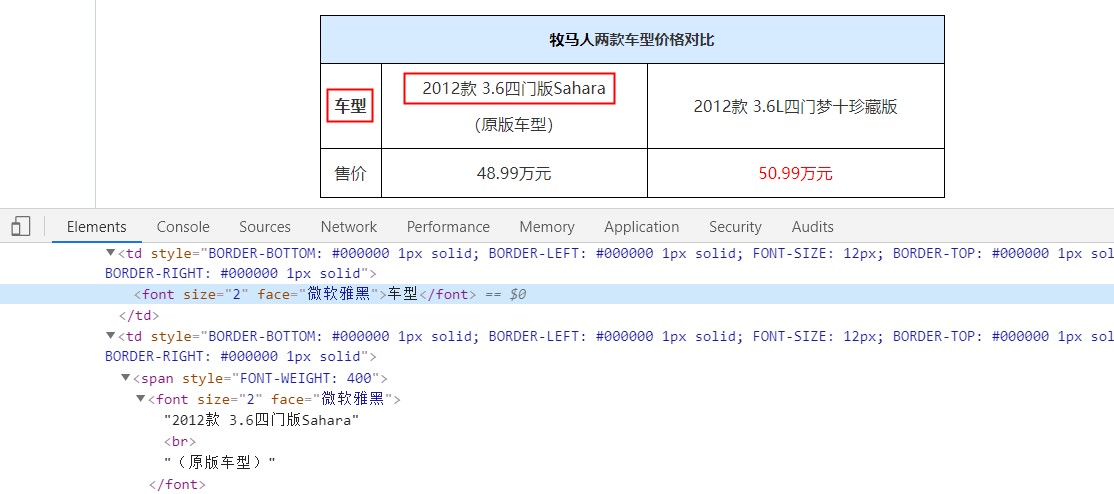 牧马人两款车型价格对比
车型
2012款 3.6四门版Sahara
（原版车型）
2012款 3.6L四门梦十珍藏版
售价
48.99万元
50.99万元
Elements Console Sources Network Performance Memory Application Security Audits
▼<td style="BORDER-BOTTOM: #000000 1px solid; BORDER-LEFT: #000000 1px solid; FONT-SIZE: 12px; BORDER-TOP: #000000 1px
BORDER-RIGHT: #000000 1px solid">
<font size="2" face="微软雅黑">车型</font> == $0
</td>
▼<td style="BORDER-BOTTOM: #000000 1px solid; BORDER-LEFT: #000000 1px solid; FONT-SIZE: 12px; BORDER-TOP: #000000 1px
BORDER-RIGHT: #000000 1px solid">
▼<span style="FONT-WEIGHT: 400">
▼<font size="2" face="微软雅黑">
"2012款 3.6四门版Sahara"
<br>
"（原版车型）"
</font>